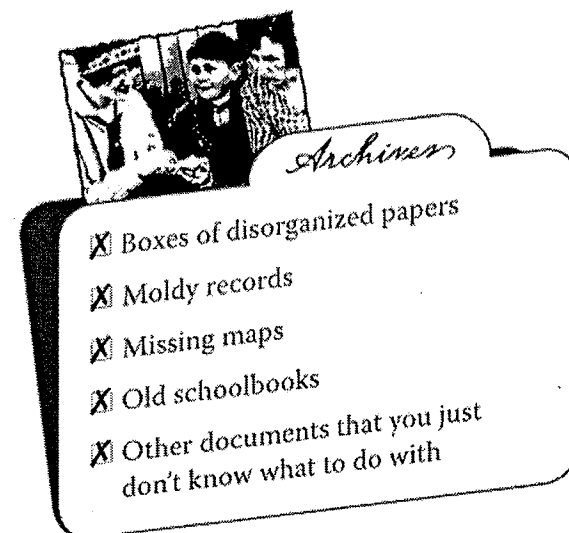 Archives
Boxes of disorganized papers
Moldy records
Missing maps
Old schoolbooks
Other documents that you just
don't know what to do with